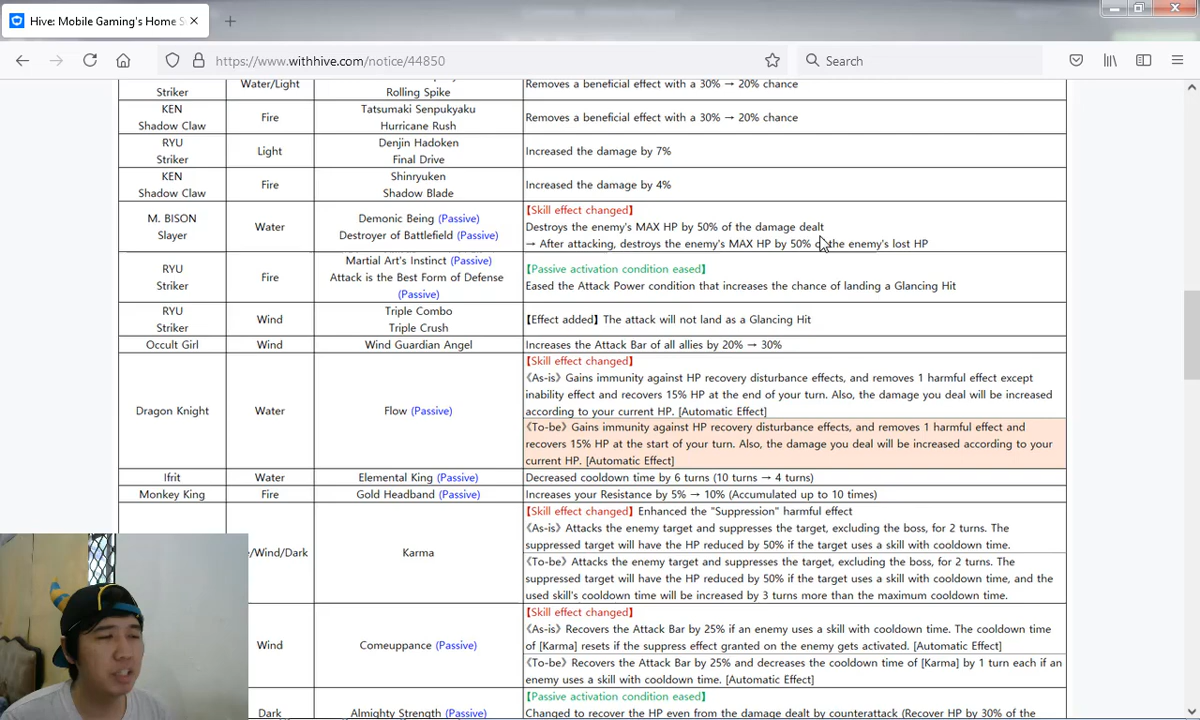 Hive: Mobile Gaming's Home S
https://www.withhive.com/notice/44850
Search
Striker
Water/Light
Rolling Spike
Removes a beneficial effect with a 30% → 20% chance
KEN
Shadow Claw
Fire
Tatsumaki Senpukyaku
Hurricane Rush
Removes a beneficial effect with a 30% → 20% chance
RYU
Striker
Light
Denjin Hadoken
Final Drive
Increased the damage by 7%
KEN
Shadow Claw
Fire
Shinryuken
Shadow Blade
Increased the damage by 4%
M. BISON
Slayer
Water
Demonic Being (Passive)
Destroyer of Battlefield (Passive)
【Skill effect changed】
Destroys the enemy's MAX HP by 50% of the damage dealt
→ After attacking, destroys the enemy's MAX HP by 50% of the enemy's lost HP
RYU
Striker
Fire
Martial Art's Instinct (Passive)
Attack is the Best Form of Defense
(Passive)
【Passive activation condition eased】
Eased the Attack Power condition that increases the chance of landing a Glancing Hit
RYU
Striker
Wind
Triple Combo
Triple Crush
【Effect added】The attack will not land as a Glancing Hit
Occult Girl
Wind
Wind Guardian Angel
Increases the Attack Bar of all allies by 20% → 30%
Dragon Knight
Water
Flow (Passive)
【Skill effect changed】
《As-is》Gains immunity against HP recovery disturbance effects, and removes 1 harmful effect except
inability effect and recovers 15% HP at the end of your turn. Also, the damage you deal will be increased
according to your current HP. [Automatic Effect]
《To-be》Gains immunity against HP recovery disturbance effects, and removes 1 harmful effect and
recovers 15% HP at the start of your turn. Also, the damage you deal will be increased according to your
current HP. [Automatic Effect]
Ifrit
Water
Elemental King (Passive)
Decreased cooldown time by 6 turns (10 turns → 4 turns)
Monkey King
Fire
Gold Headband (Passive)
Increases your Resistance by 5% → 10% (Accumulated up to 10 times)
/Wind/Dark
Karma
【Skill effect changed】Enhanced the "Suppression" harmful effect
《As-is》Attacks the enemy target and suppresses the target, excluding the boss, for 2 turns. The
suppressed target will have the HP reduced by 50% if the target uses a skill with cooldown time.
《To-be》Attacks the enemy target and suppresses the target, excluding the boss, for 2 turns. The
suppressed target will have the HP reduced by 50% if the target uses a skill with cooldown time, and the
used skill's cooldown time will be increased by 3 turns more than the maximum cooldown time.
Wind
Comeuppance (Passive)
【Skill effect changed】
《As-is》Recovers the Attack Bar by 25% if an enemy uses a skill with cooldown time. The cooldown time
of [Karma] resets if the suppress effect granted on the enemy gets activated. [Automatic Effect]
《To-be》Recovers the Attack Bar by 25% and decreases the cooldown time of [Karma] by 1 turn each if an
enemy uses a skill with cooldown time. [Automatic Effect]
Dark
Almighty Strength (Passive)
【Passive activation condition eased】
Changed to recover the HP even from the damage dealt by counterattack (Recover HP by 30% of the